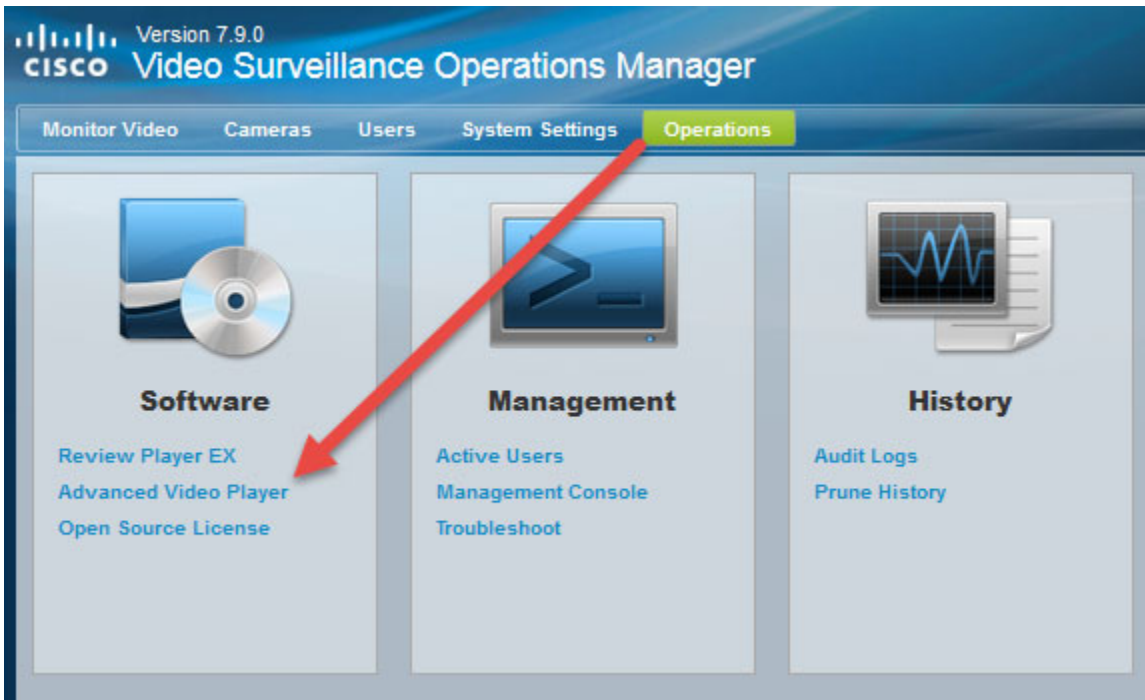 Version 7.9.0
CISCO Video Surveillance Operations Manager
Monitor Video Cameras Users System Settings Operations
Software
Review Player EX
Advanced Video Player
Open Source License
>_
Management
Active Users
Management Console
Troubleshoot
History
Audit Logs
Prune History